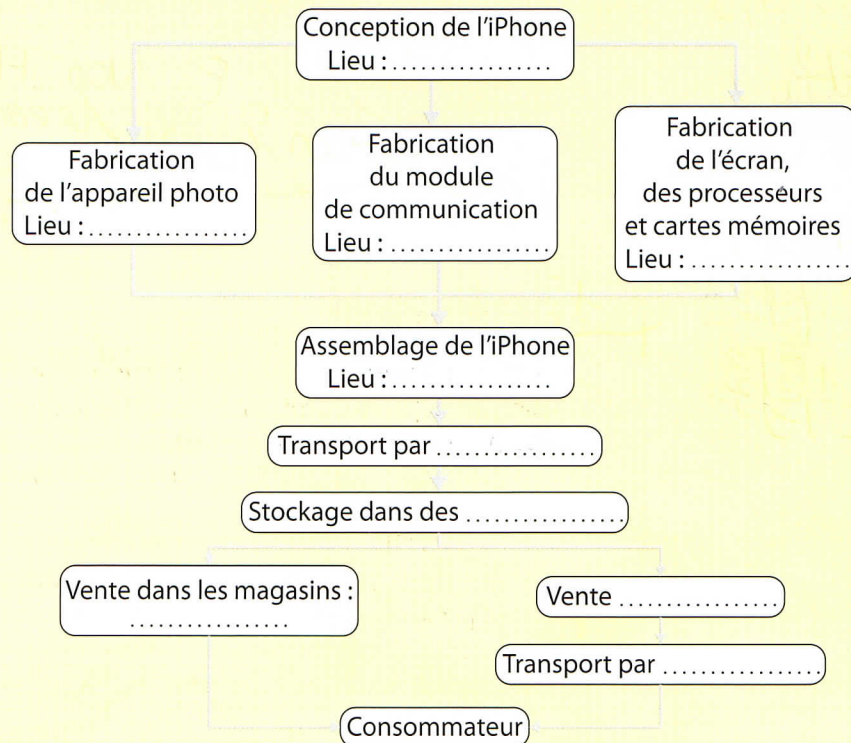 Conception de l'iPhone
Lieu : .................
Fabrication
de l'appareil photo
Lieu : .................
Fabrication
du module
de communication
Lieu : .................
Fabrication
de l'écran,
des processeurs
et cartes mémoires
Lieu : .................
Assemblage de l'iPhone
Lieu : .................
Transport par .................
Stockage dans des .................
Vente dans les magasins :
.................
Vente .................
Transport par .................
Consommateur